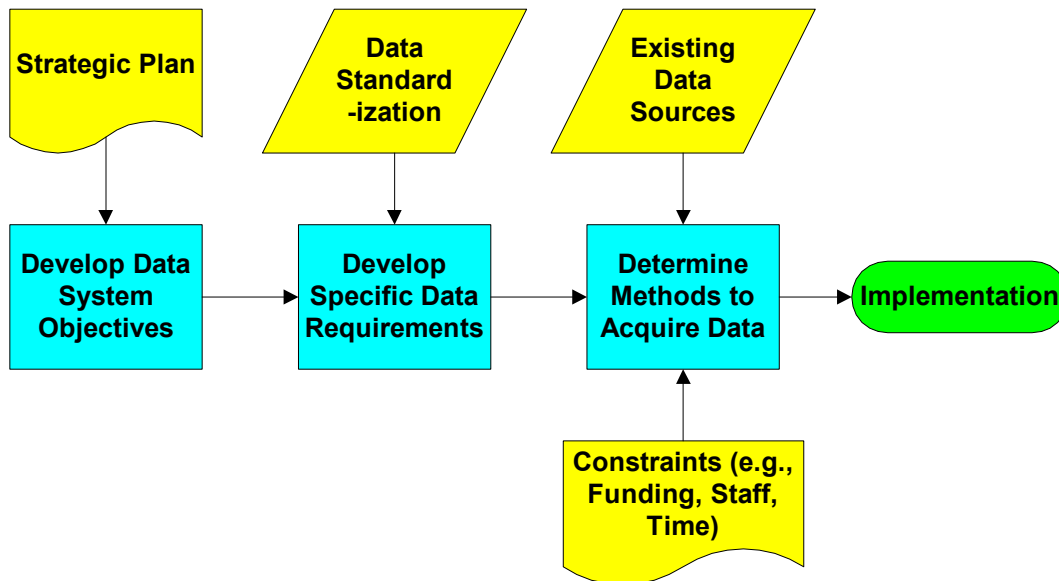 Strategic Plan
Data
Standard
-ization
Existing
Data
Sources
Develop Data
System
Objectives
Develop
Specific Data
Requirements
Determine
Methods to
Acquire Data
Implementation
Constraints (e.g.,
Funding, Staff,
Time)